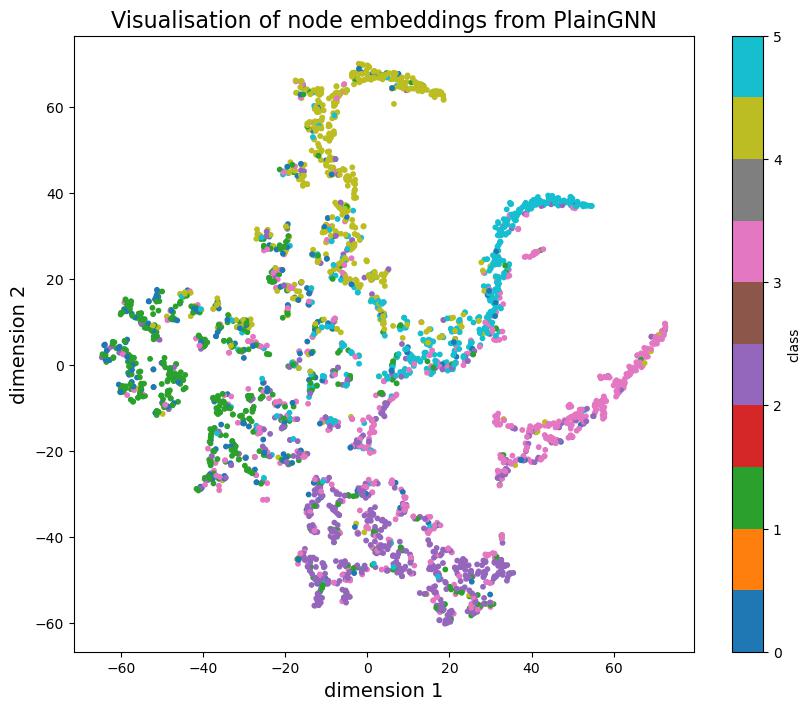 Visualisation of node embeddings from PlainGNN
60
40
20
0
−20
−40
−60
dimension 2
−60 −40 −20 0 20 40 60
dimension 1
5
4
3
2
1
0
class